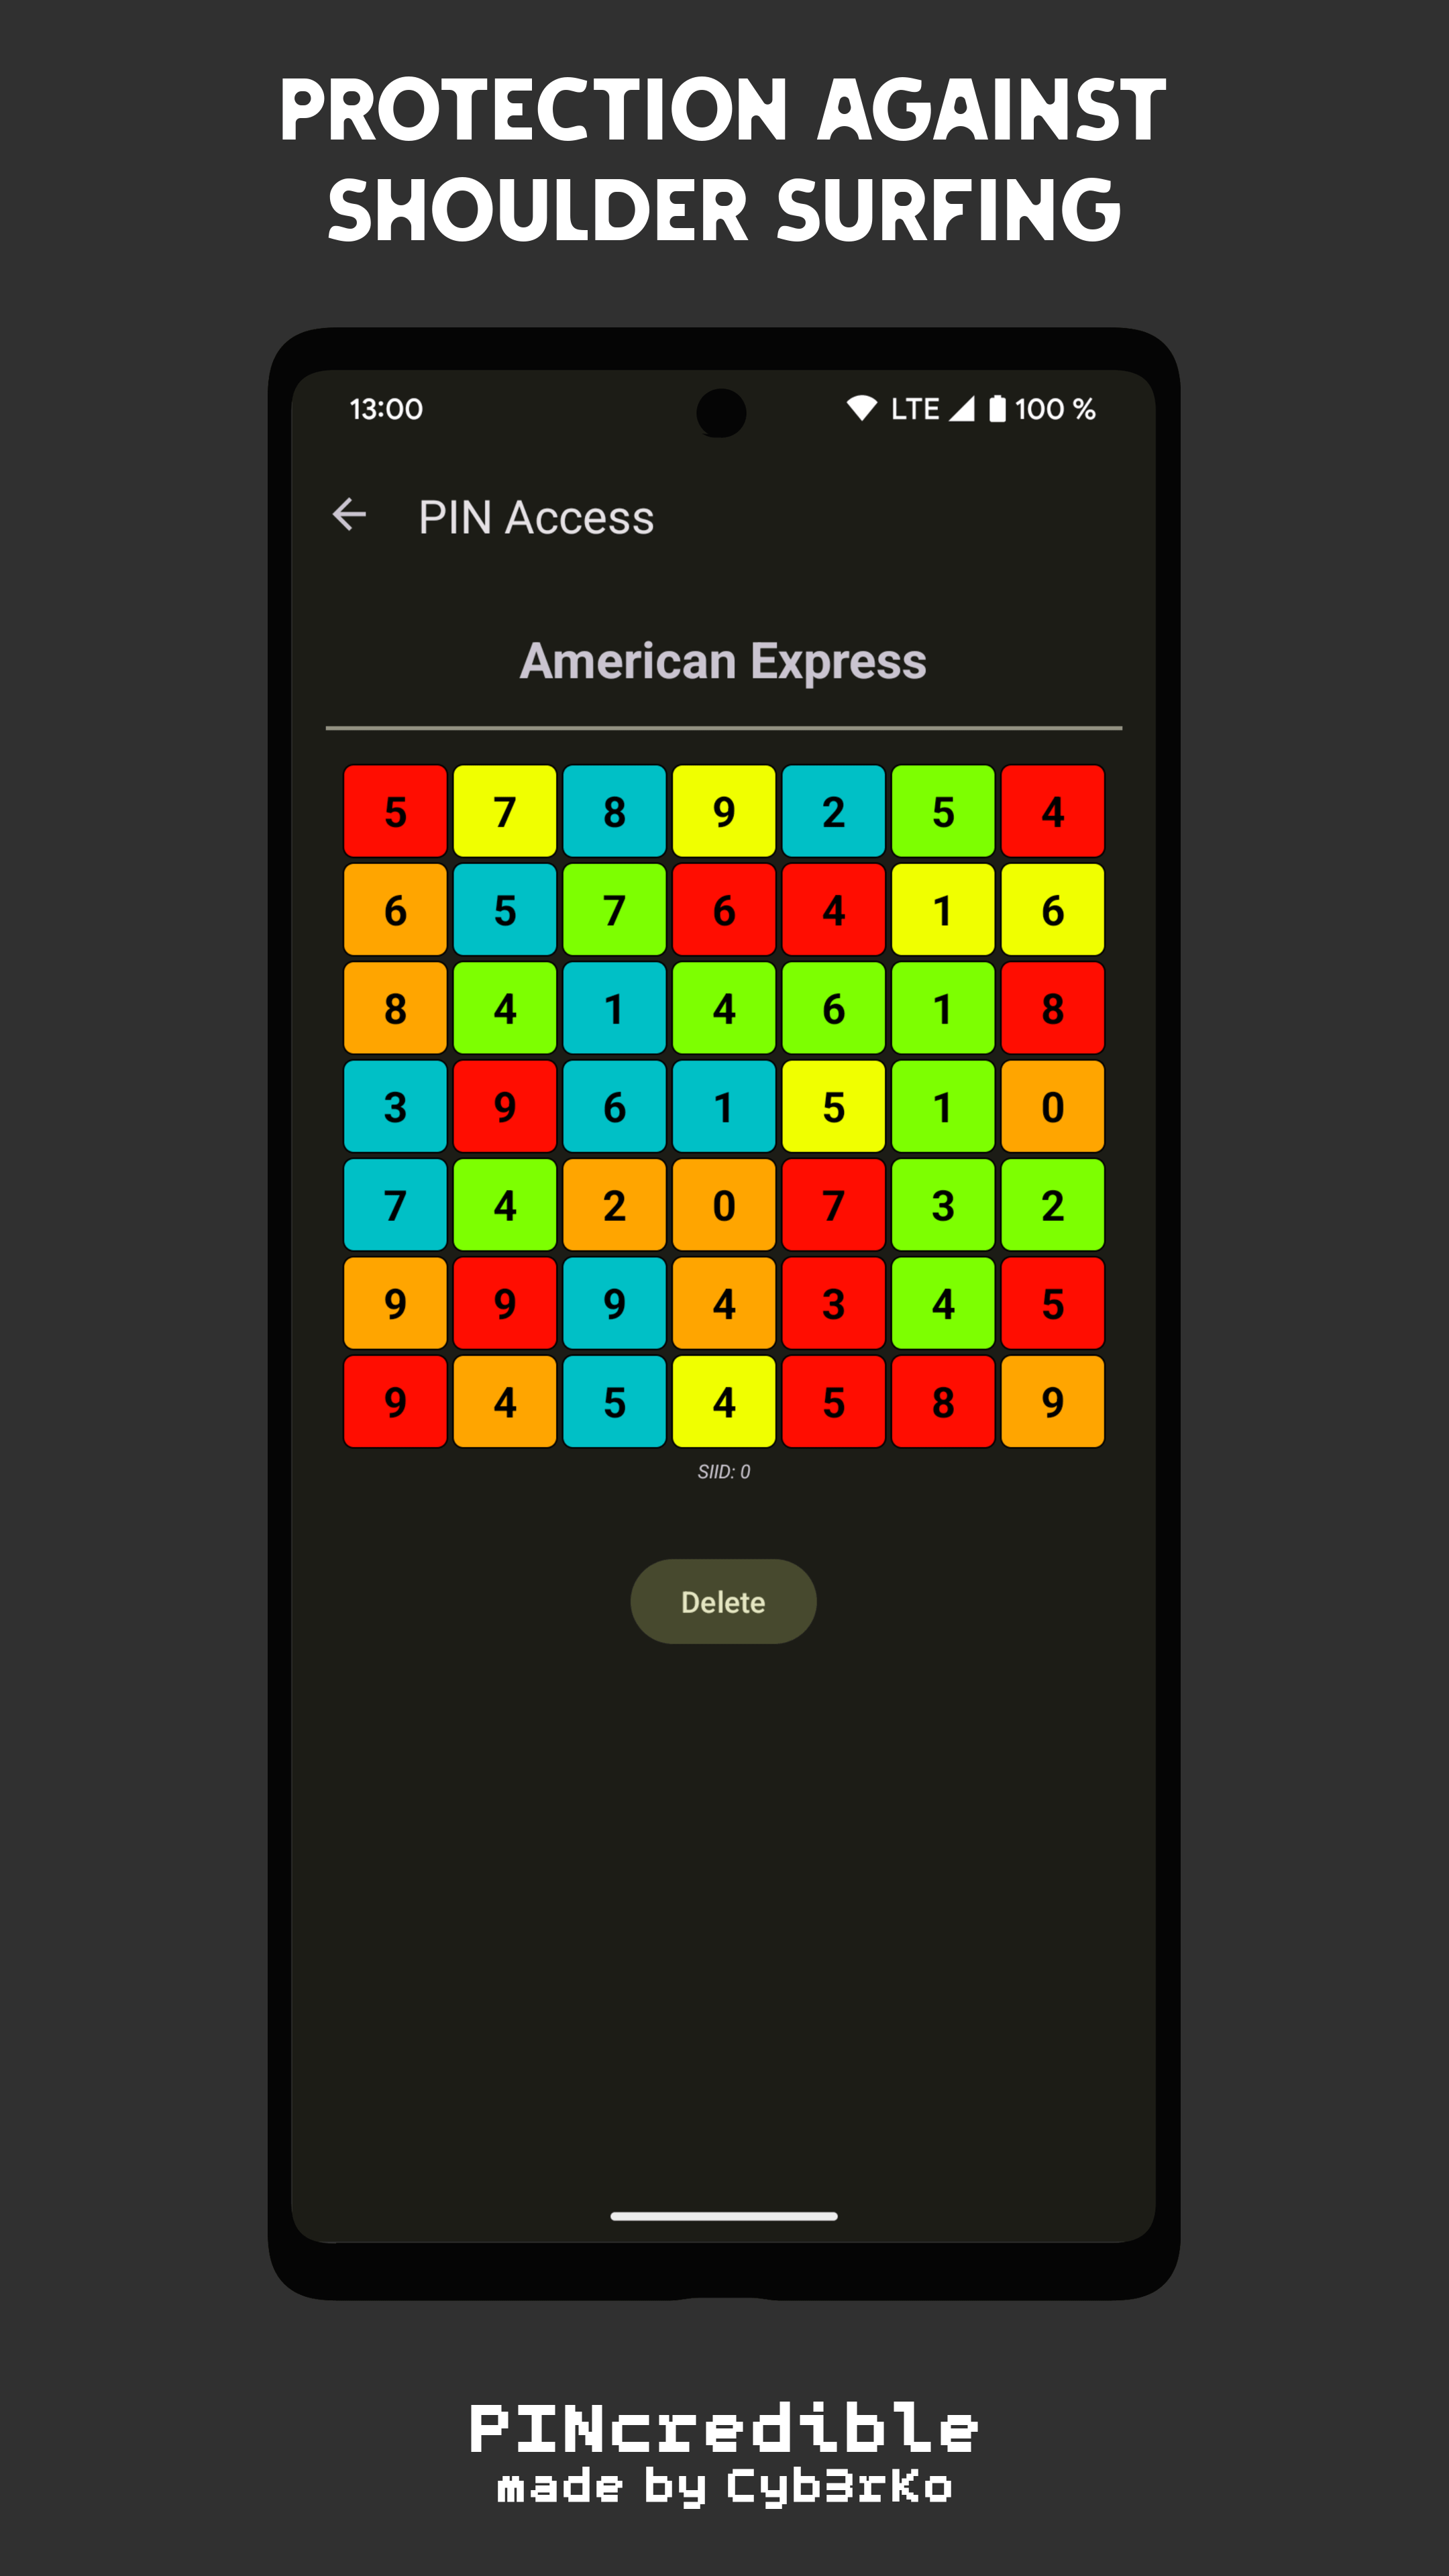 PROTECTION AGAINST
SHOULDER SURFING
13:00 LTE 100 %
PIN Access
American Express
5 7 8 9 2 5 4
6 5 7 6 4 1 6
8 4 1 4 6 1 8
3 9 6 1 5 1 0
7 4 2 0 7 3 2
9 9 9 4 3 4 5
9 4 5 4 5 8 9
SIID: 0
Delete
PINcredible
made by Cyb3rKo